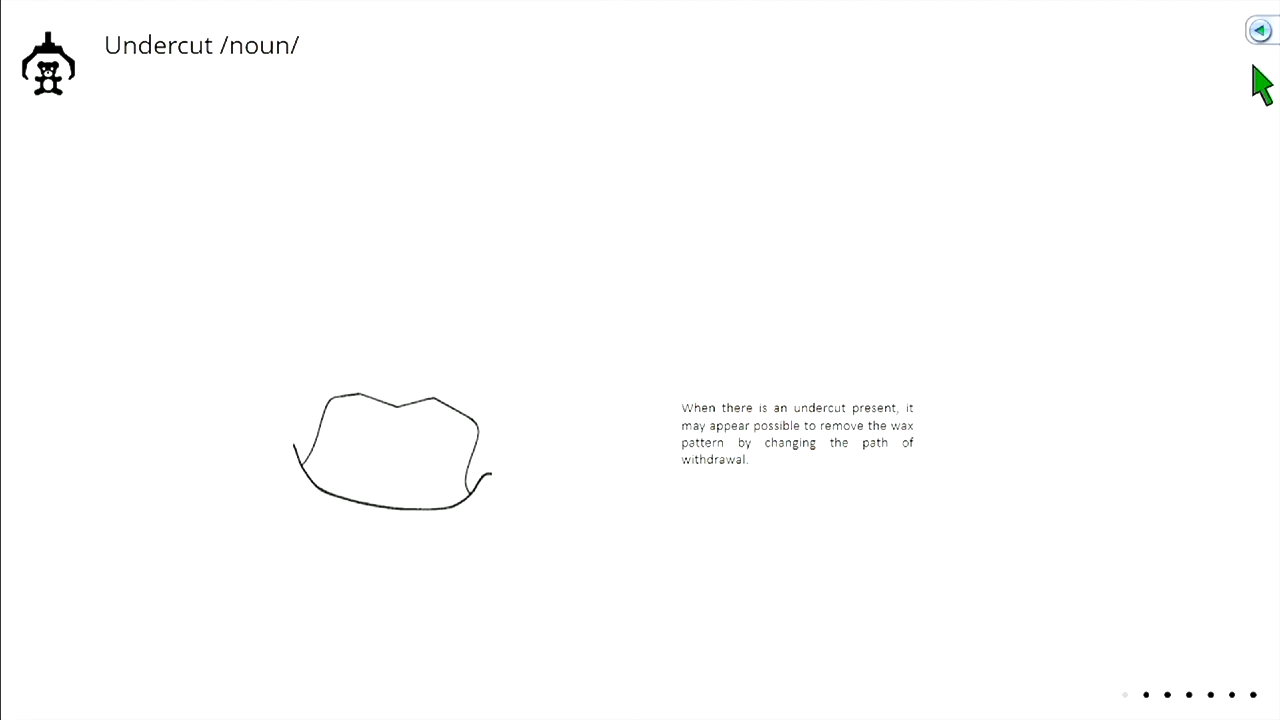 Undercut /noun/
When there is an undercut present, it
may appear possible to remove the wax
pattern by changing the path of
withdrawal.